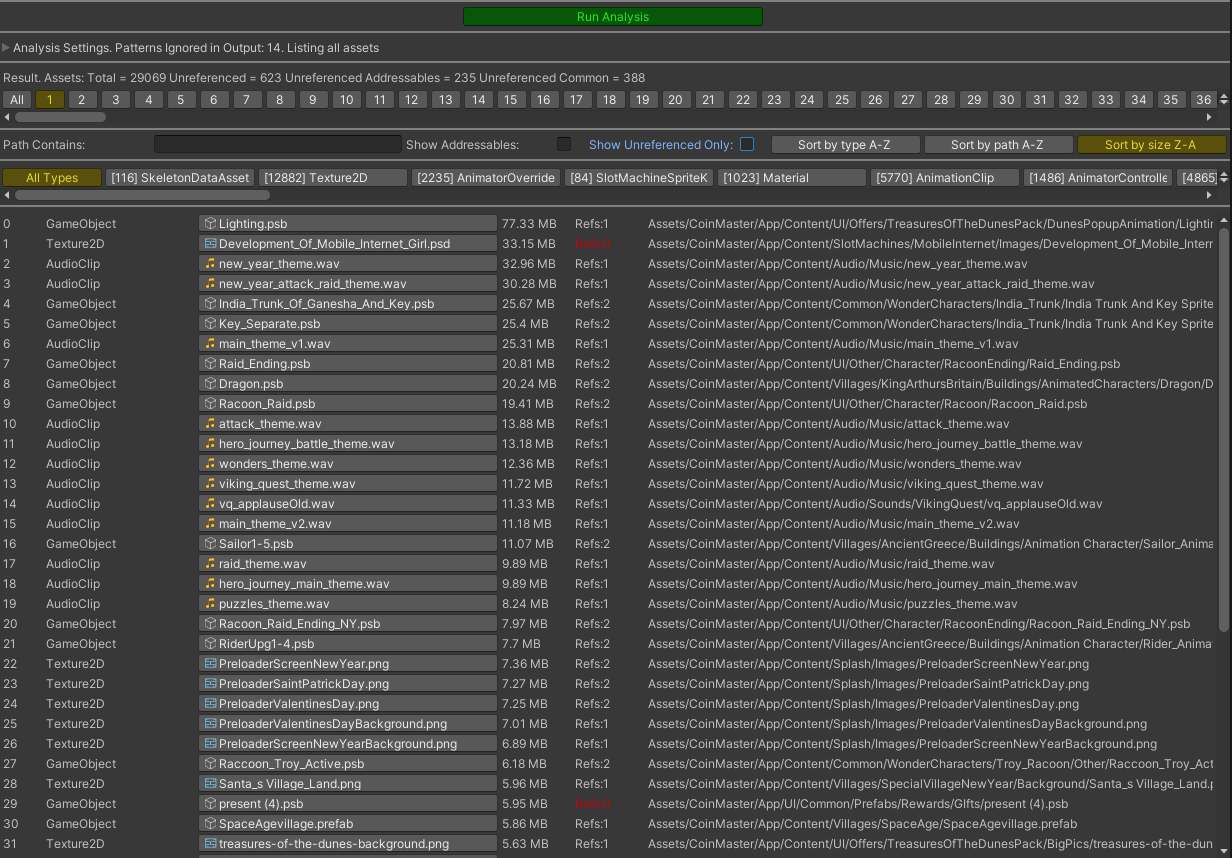 Run Analysis
Analysis Settings. Patterns Ignored in Output: 14. Listing all assets
Result. Assets: Total = 29069 Unreferenced = 623 Unreferenced Addressables = 235 Unreferenced Common = 388
All 1 2 3 4 5 6 7 8 9 10 11 12 13 14 15 16 17 18 19 20 21 22 23 24 25 26 27 28 29 30 31 32 33 34 35 36
Path Contains: Show Addressables: Show Unreferenced Only: Sort by type A-Z Sort by path A-Z Sort by size Z-A
All Types [116] SkeletonDataAsset [12882] Texture2D [2235] AnimatorOverride [84] SlotMachineSpriteK [1023] Material [5770] AnimationClip [1486] AnimatorControlle [4865]
0 GameObject Lighting.psb 77.33 MB Refs:1 Assets/CoinMaster/App/Content/UI/Offers/TreasuresOfTheDunesPack/DunesPopupAnimation/Lightir
1 Texture2D Development_Of_Mobile_Internet_Girl.psd 33.15 MB Refs:0 Assets/CoinMaster/App/Content/SlotMachines/MobileInternet/Images/Development_Of_Mobile_Interr
2 AudioClip new_year_theme.wav 32.96 MB Refs:1 Assets/CoinMaster/App/Content/Audio/Music/new_year_theme.wav
3 AudioClip new_year_attack_raid_theme.wav 30.28 MB Refs:1 Assets/CoinMaster/App/Content/Audio/Music/new_year_attack_raid_theme.wav
4 GameObject India_Trunk_Of_Ganesha_And_Key.psb 25.67 MB Refs:2 Assets/CoinMaster/App/Content/Common/WonderCharacters/India_Trunk/India Trunk And Key Sprite
5 GameObject Key_Separate.psb 25.4 MB Refs:2 Assets/CoinMaster/App/Content/Common/WonderCharacters/India_Trunk/India Trunk And Key Sprite
6 AudioClip main_theme_v1.wav 25.31 MB Refs:1 Assets/CoinMaster/App/Content/Audio/Music/main_theme_v1.wav
7 GameObject Raid_Ending.psb 20.81 MB Refs:2 Assets/CoinMaster/App/Content/UI/Other/Character/RacoonEnding/Raid_Ending.psb
8 GameObject Dragon.psb 20.24 MB Refs:2 Assets/CoinMaster/App/Content/Villages/KingArthursBritain/Buildings/AnimatedCharacters/Dragon/D
9 GameObject Racoon_Raid.psb 19.41 MB Refs:2 Assets/CoinMaster/App/Content/UI/Other/Character/Racoon/Racoon_Raid.psb
10 AudioClip attack_theme.wav 13.88 MB Refs:1 Assets/CoinMaster/App/Content/Audio/Music/attack_theme.wav
11 AudioClip hero_journey_battle_theme.wav 13.18 MB Refs:1 Assets/CoinMaster/App/Content/Audio/Music/hero_journey_battle_theme.wav
12 AudioClip wonders_theme.wav 12.36 MB Refs:1 Assets/CoinMaster/App/Content/Audio/Music/wonders_theme.wav
13 AudioClip viking_quest_theme.wav 11.72 MB Refs:1 Assets/CoinMaster/App/Content/Audio/Music/viking_quest_theme.wav
14 AudioClip vq_applauseOld.wav 11.33 MB Refs:1 Assets/CoinMaster/App/Content/Audio/Sounds/VikingQuest/vq_applauseOld.wav
15 AudioClip main_theme_v2.wav 11.18 MB Refs:1 Assets/CoinMaster/App/Content/Audio/Music/main_theme_v2.wav
16 GameObject Sailor1-5.psb 11.07 MB Refs:2 Assets/CoinMaster/App/Content/Villages/AncientGreece/Buildings/Animation Character/Sailor_Anima
17 AudioClip raid_theme.wav 9.89 MB Refs:1 Assets/CoinMaster/App/Content/Audio/Music/raid_theme.wav
18 AudioClip hero_journey_main_theme.wav 9.89 MB Refs:1 Assets/CoinMaster/App/Content/Audio/Music/hero_journey_main_theme.wav
19 AudioClip puzzles_theme.wav 8.24 MB Refs:1 Assets/CoinMaster/App/Content/Audio/Music/puzzles_theme.wav
20 GameObject Racoon_Raid_Ending_NY.psb 7.97 MB Refs:2 Assets/CoinMaster/App/Content/UI/Other/Character/RacoonEnding/Racoon_Raid_Ending_NY.psb
21 GameObject RiderUpg1-4.psb 7.7 MB Refs:2 Assets/CoinMaster/App/Content/Villages/AncientGreece/Buildings/Animation Character/Rider_Anima
22 Texture2D PreloaderScreenNewYear.png 7.36 MB Refs:2 Assets/CoinMaster/App/Content/Splash/Images/PreloaderScreenNewYear.png
23 Texture2D PreloaderSaintPatrickDay.png 7.27 MB Refs:2 Assets/CoinMaster/App/Content/Splash/Images/PreloaderSaintPatrickDay.png
24 Texture2D PreloaderValentinesDay.png 7.25 MB Refs:2 Assets/CoinMaster/App/Content/Splash/Images/PreloaderValentinesDay.png
25 Texture2D PreloaderValentinesDayBackground.png 7.01 MB Refs:1 Assets/CoinMaster/App/Content/Splash/Images/PreloaderValentinesDayBackground.png
26 Texture2D PreloaderScreenNewYearBackground.png 6.89 MB Refs:1 Assets/CoinMaster/App/Content/Splash/Images/PreloaderScreenNewYearBackground.png
27 GameObject Raccoon_Troy_Active.psb 6.18 MB Refs:2 Assets/CoinMaster/App/Content/Common/WonderCharacters/Troy_Racoon/Other/Raccoon_Troy_Act
28 Texture2D Santa_s Village_Land.png 5.96 MB Refs:1 Assets/CoinMaster/App/Content/Villages/SpecialVillageNewYear/Background/Santa_s Village_Land.p
29 GameObject present (4).psb 5.95 MB Refs:0 Assets/CoinMaster/App/UI/Common/Prefabs/Rewards/GIfts/present (4).psb
30 GameObject SpaceAgevillage.prefab 5.86 MB Refs:1 Assets/CoinMaster/App/Content/Villages/SpaceAge/SpaceAgevillage.prefab
31 Texture2D treasures-of-the-dunes-background.png 5.63 MB Refs:1 Assets/CoinMaster/App/Content/UI/Offers/TreasuresOfTheDunesPack/BigPics/treasures-of-the-dun